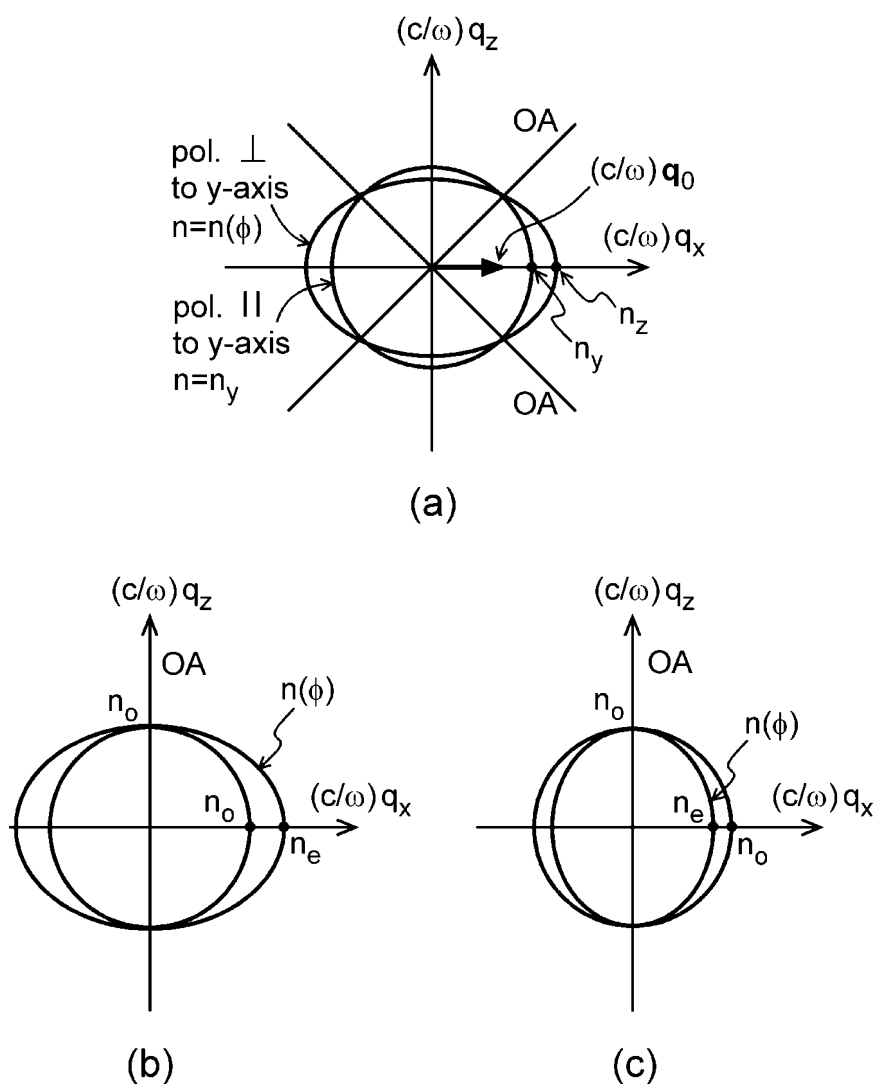 (c/ω) q_z
OA
pol. ⊥
to y-axis
n=n(ϕ)
(c/ω) q_0
(c/ω) q_x
pol. ||
to y-axis
n=n_y
n_y
n_z
OA
(a)
(c/ω) q_z
OA
n_o
n(ϕ)
n_o
(c/ω) q_x
n_e
(b)
(c/ω) q_z
OA
n_o
n(ϕ)
n_e
(c/ω) q_x
n_o
(c)